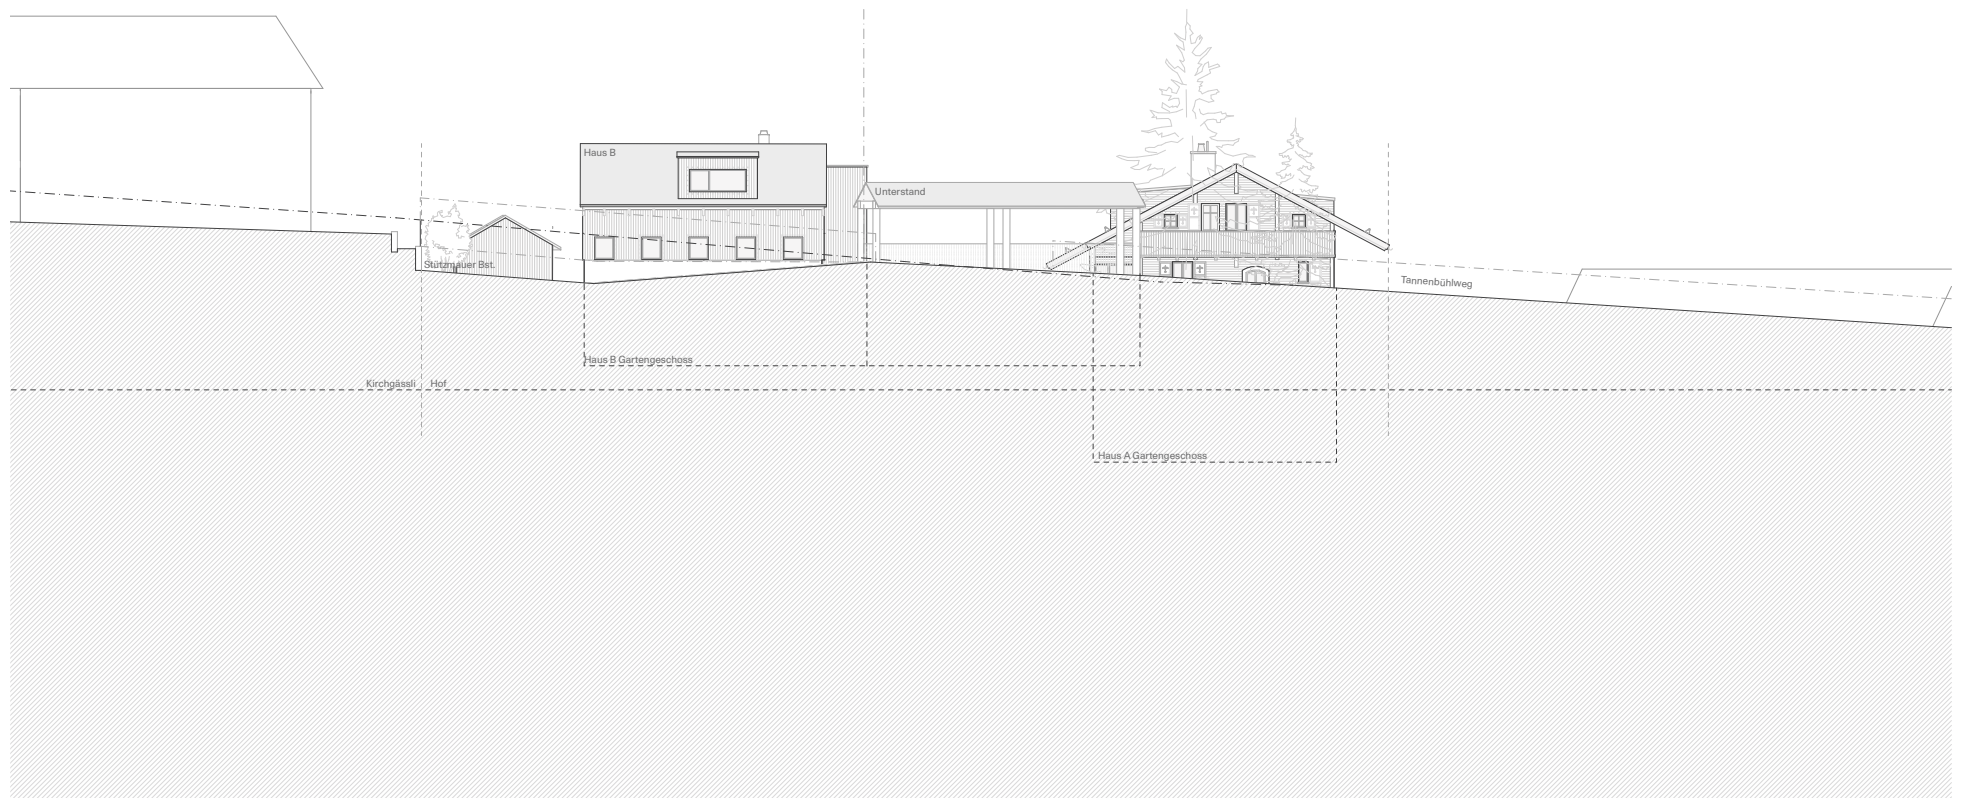 Haus B
Unterstand
Stützmauer Bst.
Tannenbühlweg
Haus B Gartengeschoss
Kirchgässli
Hof
Haus A Gartengeschoss